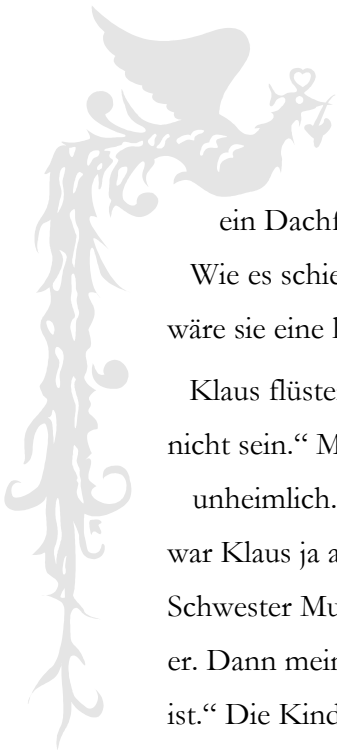 ein Dachf
Wie es schie
wäre sie eine
Klaus flüste
nicht sein.“ M
unheimlich.
war Klaus ja a
Schwester Mu
er. Dann mein
ist.“ Die Kind